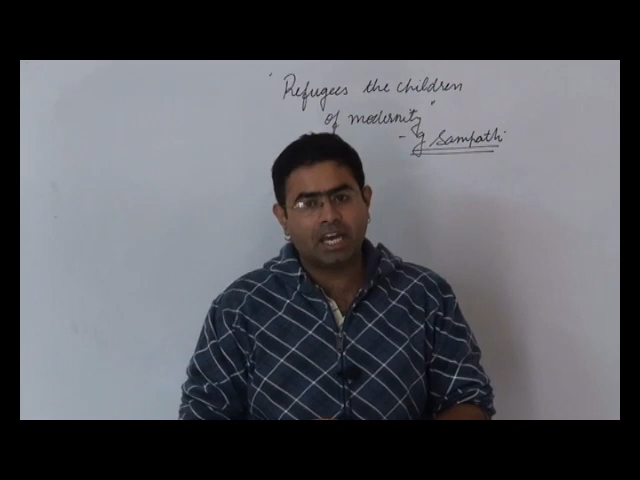 "Refugees the children
of modernity"
- g Sampath